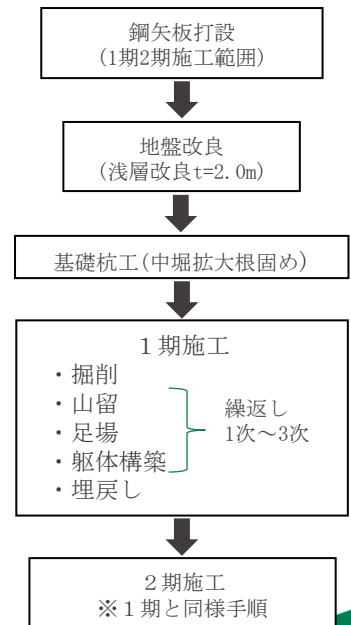 鋼矢板打設
(1期2期施工範囲)
地盤改良
(浅層改良t=2.0m)
基礎杭工(中堀拡大根固め)
１期施工
・掘削
・山留
・足場
・躯体構築
・埋戻し
繰返し
1次～3次
２期施工
※１期と同様手順